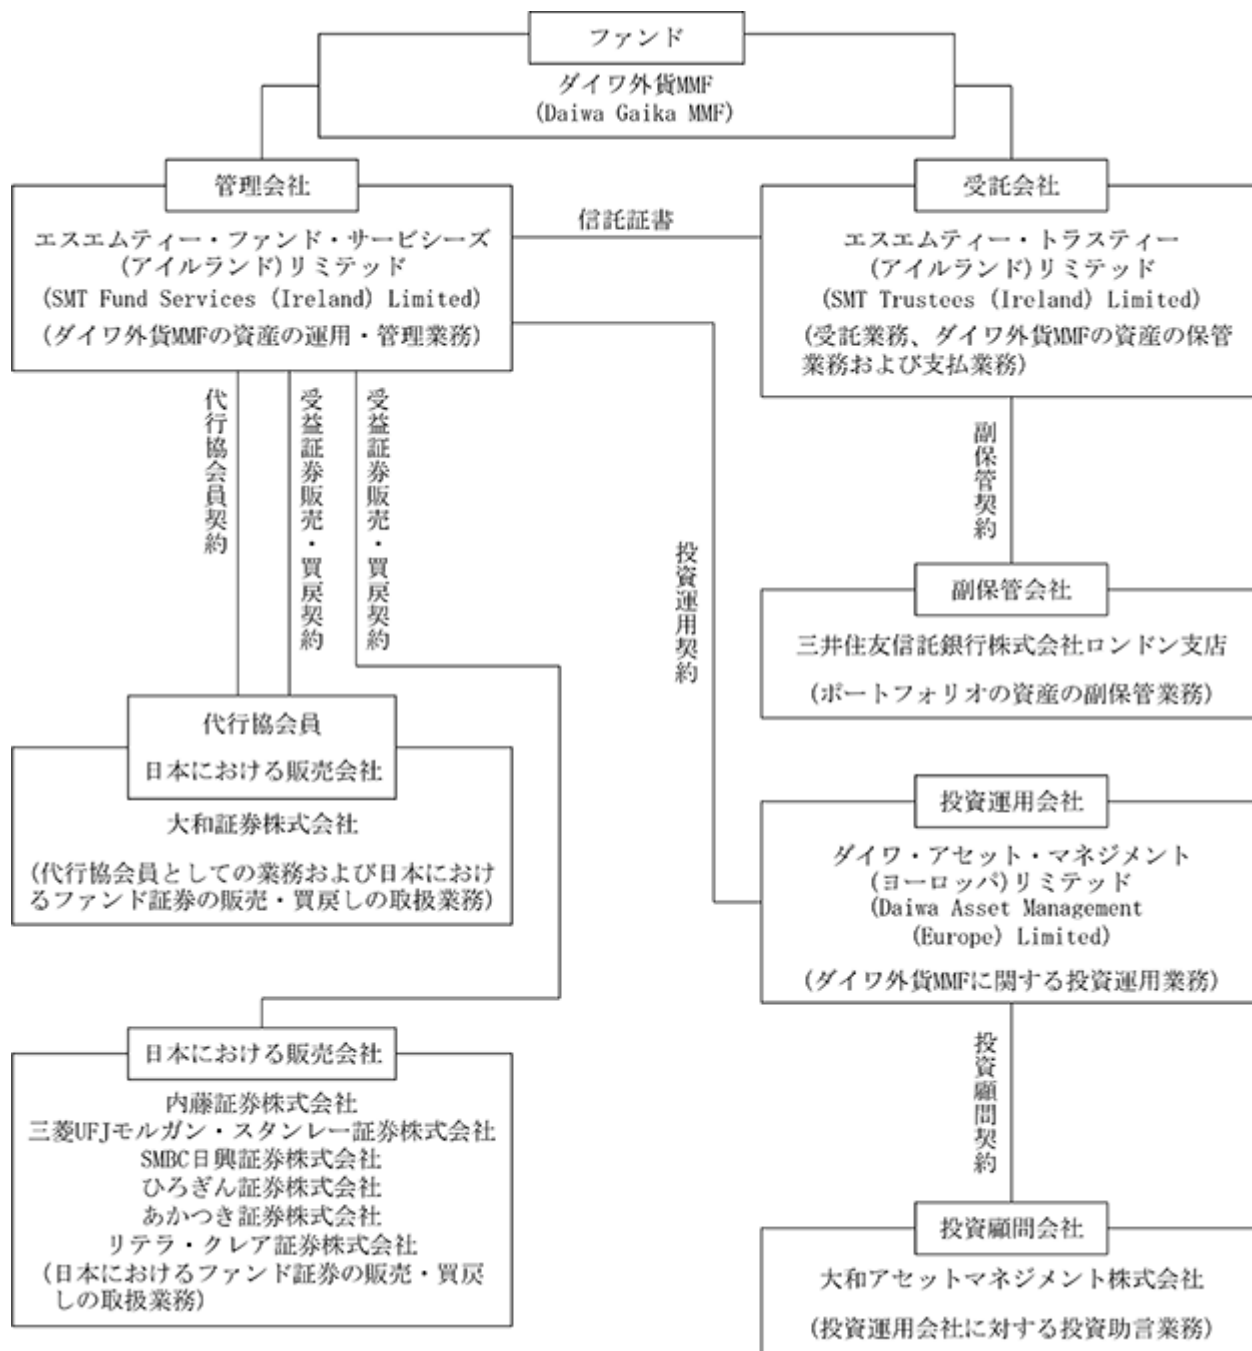 ファンド
ダイワ外貨MMF
(Daiwa Gaika MMF)
管理会社
エスエムティー・ファンド・サービシーズ
(アイルランド)リミテッド
(SMT Fund Services (Ireland) Limited)
(ダイワ外貨MMFの資産の運用・管理業務)
信託証書
受託会社
エスエムティー・トラスティー
(アイルランド)リミテッド
(SMT Trustees (Ireland) Limited)
(受託業務、ダイワ外貨MMFの資産の保管
業務および支払業務)
代行協会員契約
受益証券販売・買戻契約
受益証券販売・買戻契約
投資運用契約
副保管契約
副保管会社
三井住友信託銀行株式会社ロンドン支店
(ポートフォリオの資産の副保管業務)
代行協会員
日本における販売会社
大和証券株式会社
(代行協会員としての業務および日本におけ
るファンド証券の販売・買戻しの取扱業務)
投資運用会社
ダイワ・アセット・マネジメント
(ヨーロッパ)リミテッド
(Daiwa Asset Management
(Europe) Limited)
(ダイワ外貨MMFに関する投資運用業務)
日本における販売会社
内藤証券株式会社
三菱UFJモルガン・スタンレー証券株式会社
SMBC日興証券株式会社
ひろぎん証券株式会社
あかつき証券株式会社
リテラ・クレア証券株式会社
(日本におけるファンド証券の販売・買戻
しの取扱業務)
投資顧問契約
投資顧問会社
大和アセットマネジメント株式会社
(投資運用会社に対する投資助言業務)